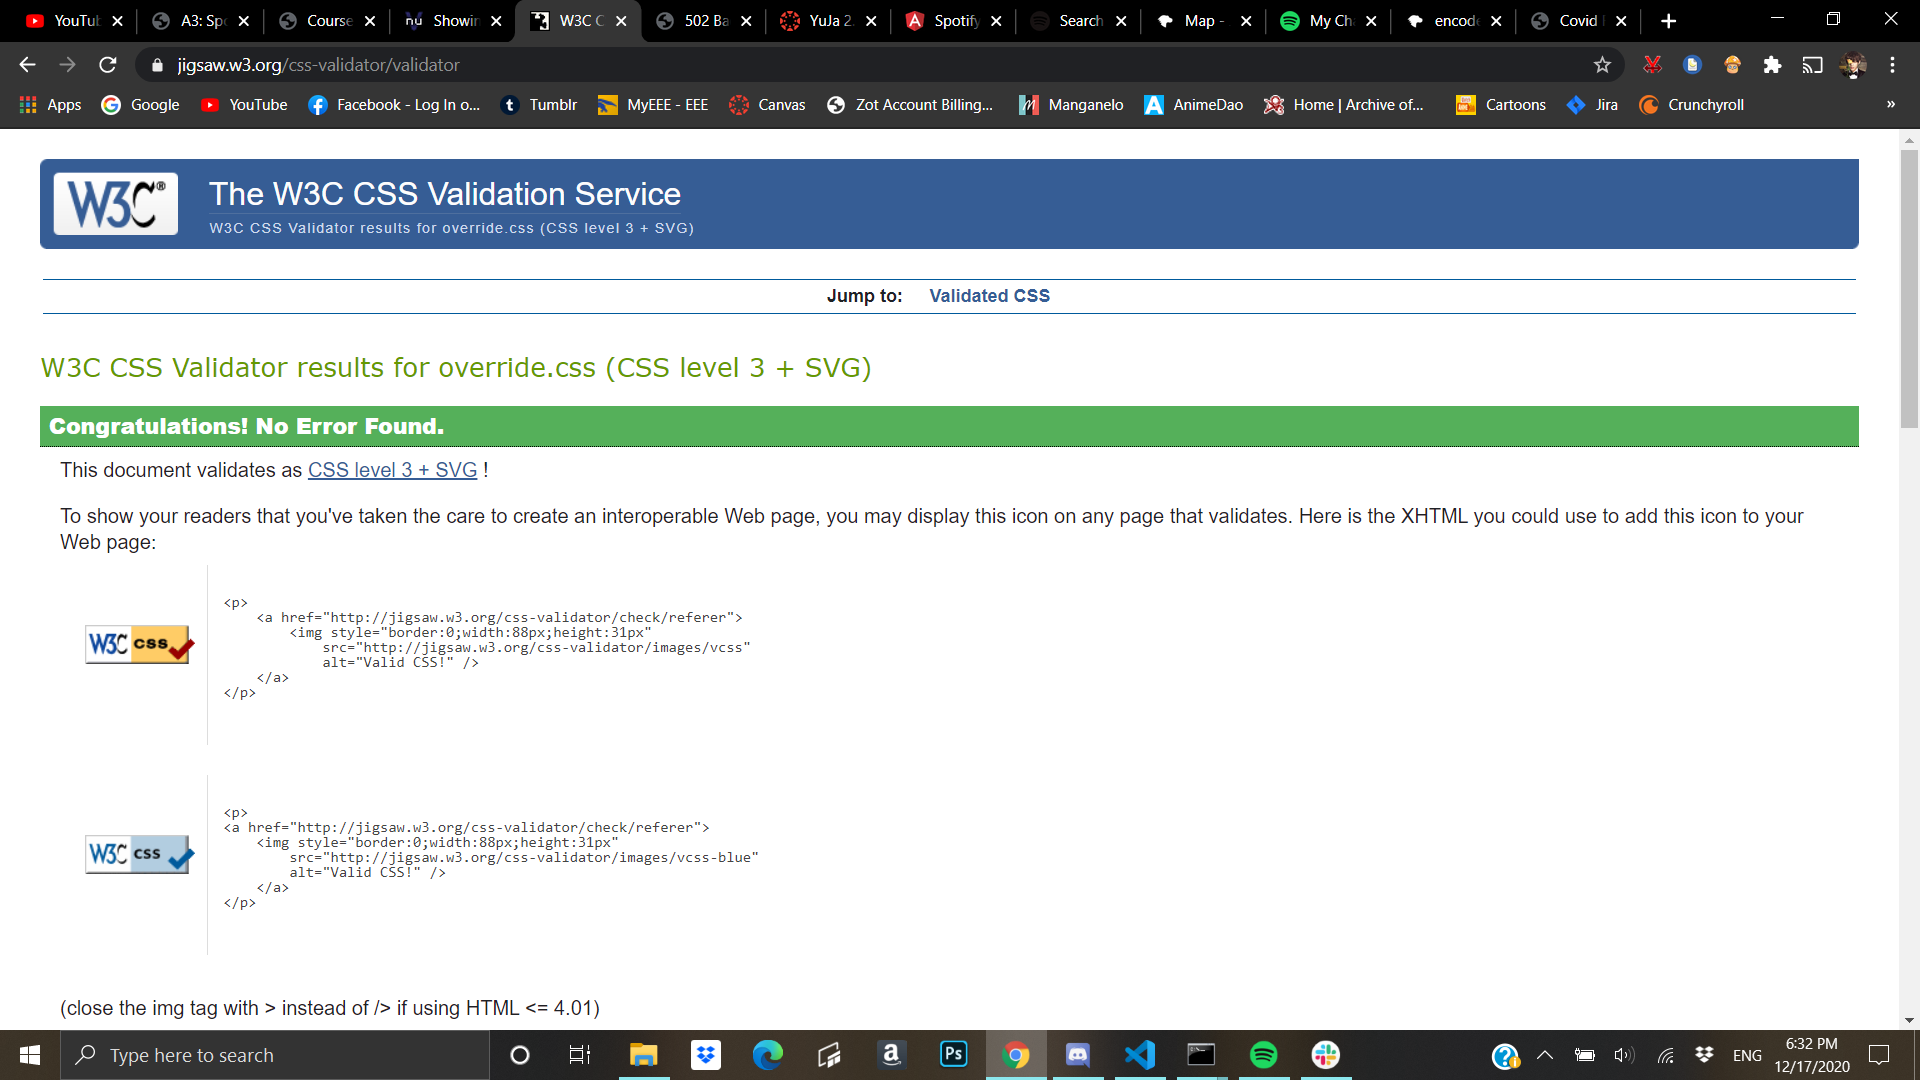 YouTu
A3: Sp
Course
nu Showin
W3C C
502 Ba
YuJa 2
Spotify
Search
Map -
My Ch
encode
Covid
jigsaw.w3.org/css-validator/validator
Apps Google YouTube Facebook - Log In o... Tumblr MyEEE - EEE Canvas Zot Account Billing... Manganelo AnimeDao Home | Archive of... Cartoons Jira Crunchyroll »
W3C®
The W3C CSS Validation Service
W3C CSS Validator results for override.css (CSS level 3 + SVG)
Jump to: Validated CSS
W3C CSS Validator results for override.css (CSS level 3 + SVG)
Congratulations! No Error Found.
This document validates as CSS level 3 + SVG !
To show your readers that you've taken the care to create an interoperable Web page, you may display this icon on any page that validates. Here is the XHTML you could use to add this icon to your
Web page:
W3C css
<p>
<a href="http://jigsaw.w3.org/css-validator/check/referer">
<img style="border:0;width:88px;height:31px"
src="http://jigsaw.w3.org/css-validator/images/vcss"
alt="Valid CSS!" />
</a>
</p>
W3C css
<p>
<a href="http://jigsaw.w3.org/css-validator/check/referer">
<img style="border:0;width:88px;height:31px"
src="http://jigsaw.w3.org/css-validator/images/vcss-blue"
alt="Valid CSS!" />
</a>
</p>
(close the img tag with > instead of /> if using HTML <= 4.01)
Type here to search
Ps
ENG
6:32 PM
12/17/2020